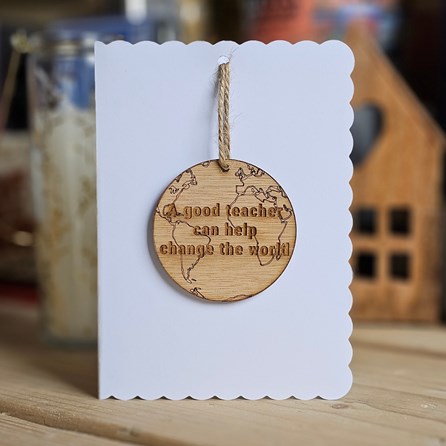 A good teacher
can help
change the world